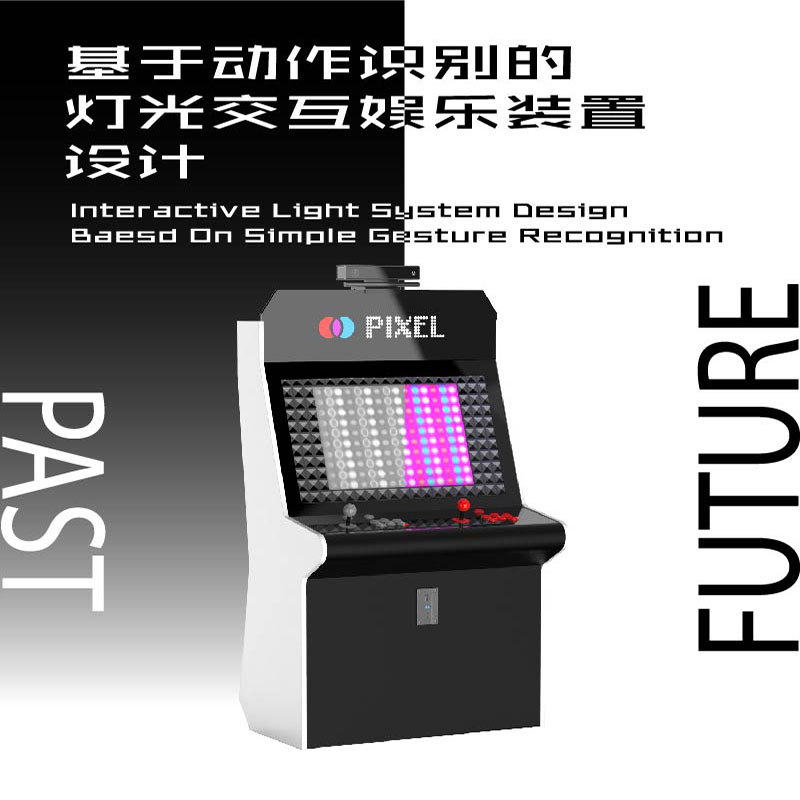 基于动作识别的
灯光交互娱乐装置
设计
Interactive Light System Design
Baesd On Simple Gesture Recognition
PIXEL
PAST
FUTURE